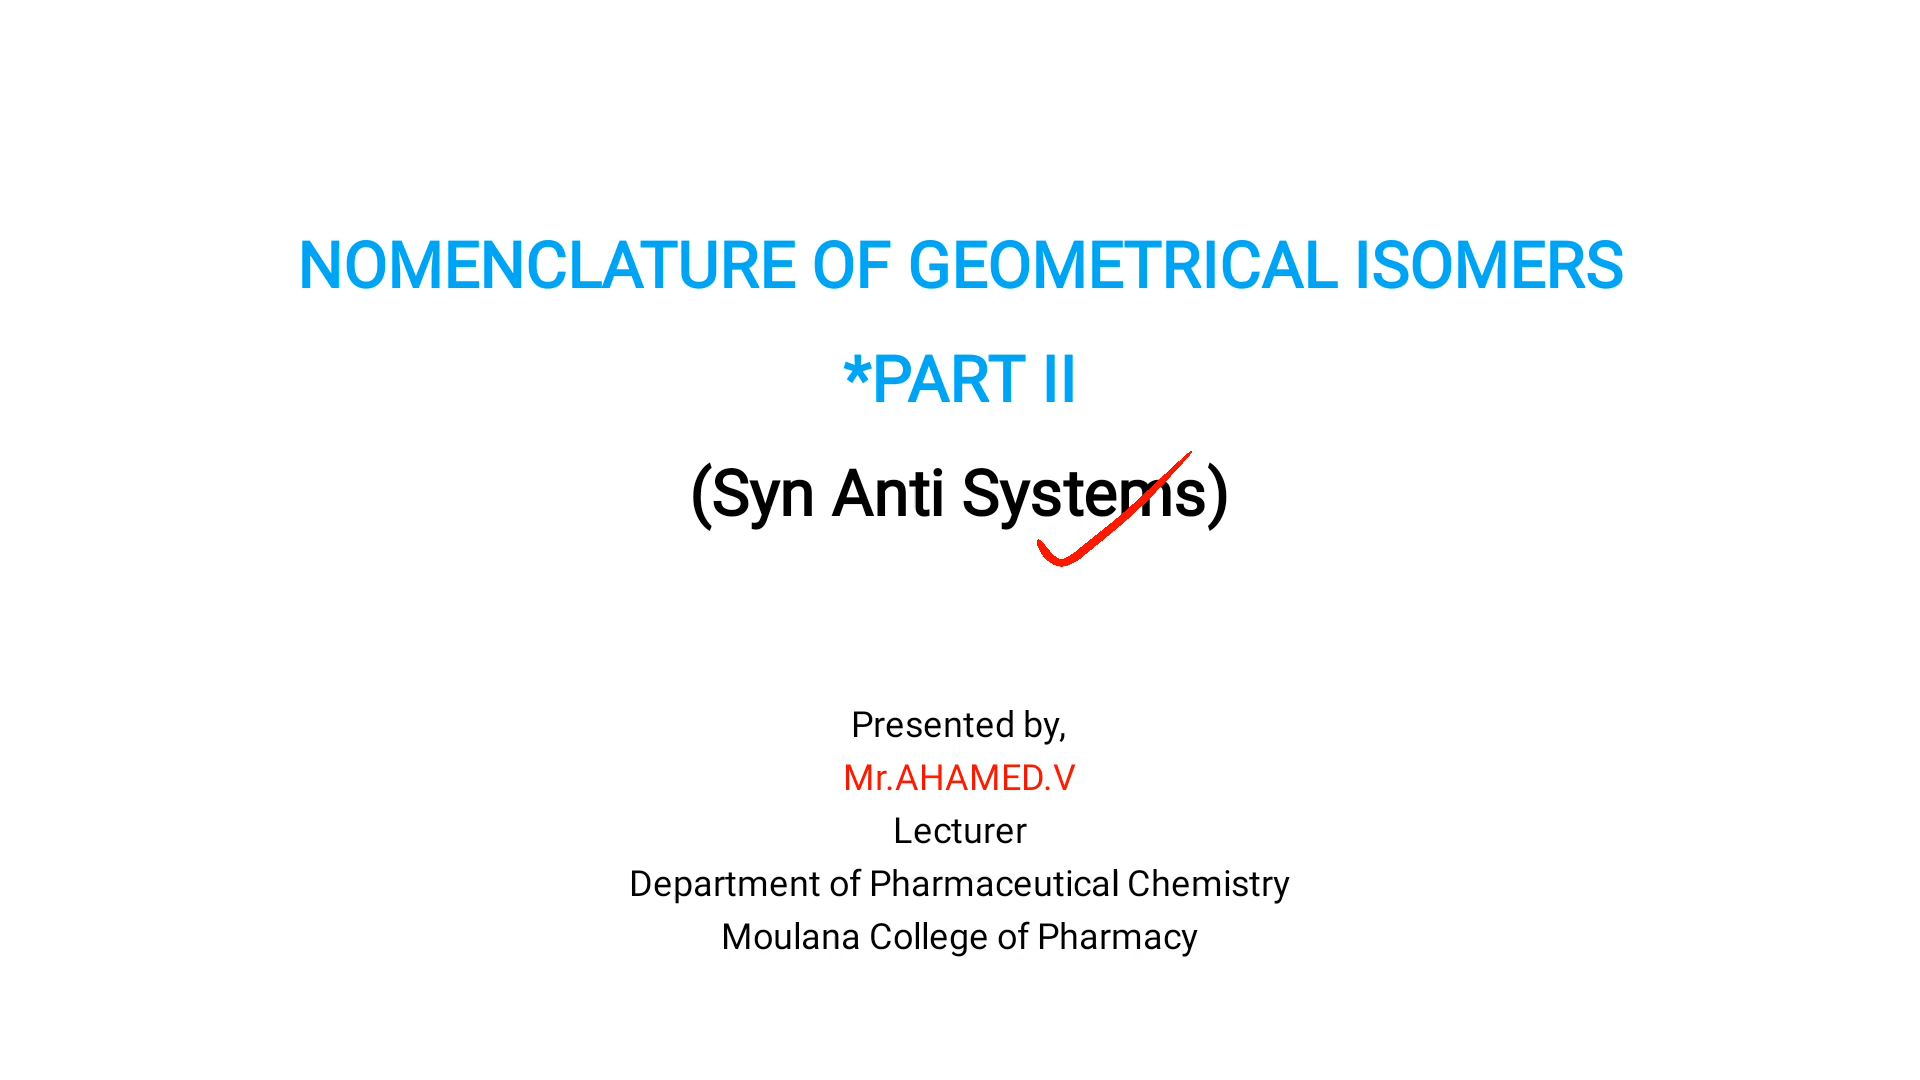 NOMENCLATURE OF GEOMETRICAL ISOMERS
*PART II
(Syn Anti Systems)
Presented by,
Mr.AHAMED.V
Lecturer
Department of Pharmaceutical Chemistry
Moulana College of Pharmacy